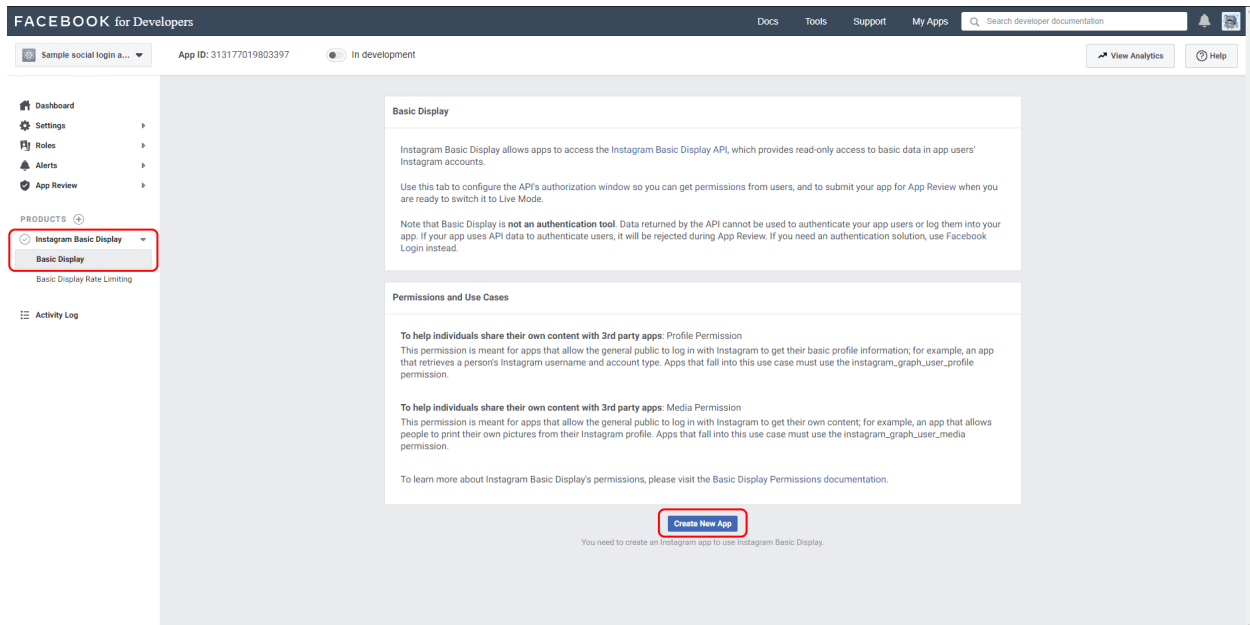 FACEBOOK for Developers
Docs
Tools
Support
My Apps
Search developer documentation
Sample social login a...
App ID: 313177019803397
In development
View Analytics
Help
Dashboard
Settings
Roles
Alerts
App Review
PRODUCTS
Instagram Basic Display
Basic Display
Basic Display Rate Limiting
Activity Log
Basic Display
Instagram Basic Display allows apps to access the Instagram Basic Display API, which provides read-only access to basic data in app users'
Instagram accounts.
Use this tab to configure the API's authorization window so you can get permissions from users, and to submit your app for App Review when you
are ready to switch it to Live Mode.
Note that Basic Display is not an authentication tool. Data returned by the API cannot be used to authenticate your app users or log them into your
app. If your app uses API data to authenticate users, it will be rejected during App Review. If you need an authentication solution, use Facebook
Login instead.
Permissions and Use Cases
To help individuals share their own content with 3rd party apps: Profile Permission
This permission is meant for apps that allow the general public to log in with Instagram to get their basic profile information; for example, an app
that retrieves a person's Instagram username and account type. Apps that fall into this use case must use the instagram_graph_user_profile
permission.
To help individuals share their own content with 3rd party apps: Media Permission
This permission is meant for apps that allow the general public to log in with Instagram to get their own content; for example, an app that allows
people to print their own pictures from their Instagram profile. Apps that fall into this use case must use the instagram_graph_user_media
permission.
To learn more about Instagram Basic Display's permissions, please visit the Basic Display Permissions documentation.
Create New App
You need to create an Instagram app to use Instagram Basic Display.